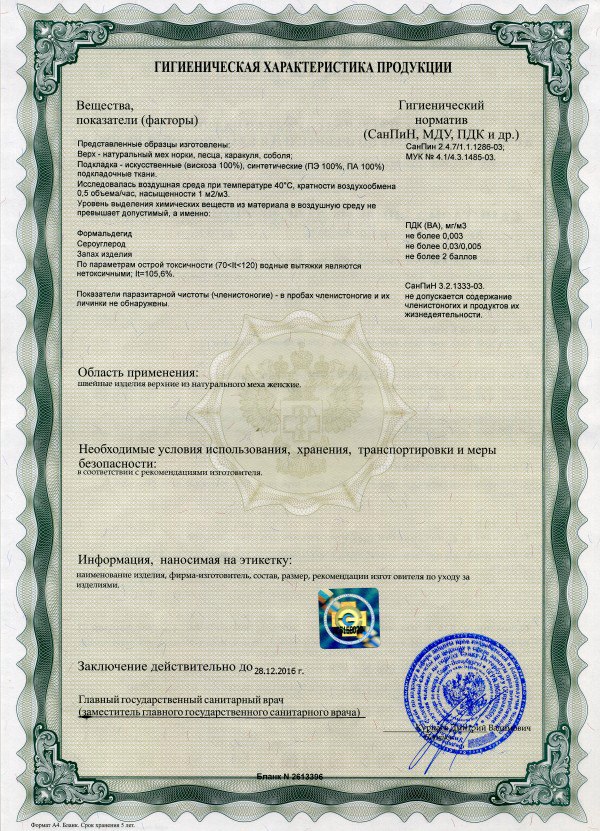 ГИГИЕНИЧЕСКАЯ ХАРАКТЕРИСТИКА ПРОДУКЦИИ
Вещества,
показатели (факторы)
Гигиенический
норматив
(СанПиН, МДУ, ПДК и др.)
Представленные образцы изготовлены:
Верх - натуральный мех норки, песца, каракуля, соболя;
Подкладка - искусственные (вискоза 100%), синтетические (ПЭ 100%, ПА 100%)
подкладочные ткани.
СанПин 2.4.7/1.1.1286-03;
МУК № 4.1/4.3.1485-03.
Исследовалась воздушная среда при температуре 40°С, кратности воздухообмена
0,5 объема/час, насыщенности 1 м2/м3.
Уровень выделения химических веществ из материала в воздушную среду не
превышает допустимый, а именно:
ПДК (ВА), мг/м3
Формальдегид
не более 0,003
Сероуглерод
не более 0,03/0,005
Запах изделия
не более 2 баллов
По параметрам острой токсичности (70<It<120) водные вытяжки являются
нетоксичными; It=105,6%.
СанПиН 3.2.1333-03.
Показатели паразитарной чистоты (членистоногие) - в пробах членистоногие и их
личинки не обнаружены
не допускается содержание
членистоногих и продуктов их
жизнедеятельности.
Область применения:
швейные изделия верхние из натурального меха женские.
Необходимые условия использования, хранения, транспортировки и меры
безопасности:
в соответствии с рекомендациями изготовителя.
Информация, наносимая на этикетку:
наименование изделия, фирма-изготовитель, состав, размер, рекомендации изгот овителя по уходу за
изделиями.
Заключение действительно до 28.12.2016 г.
Главный государственный санитарный врач
(заместитель главного государственного санитарного врача)
Бланк N 2613396
Формат А4. Бланк. Срок хранения 5 лет.